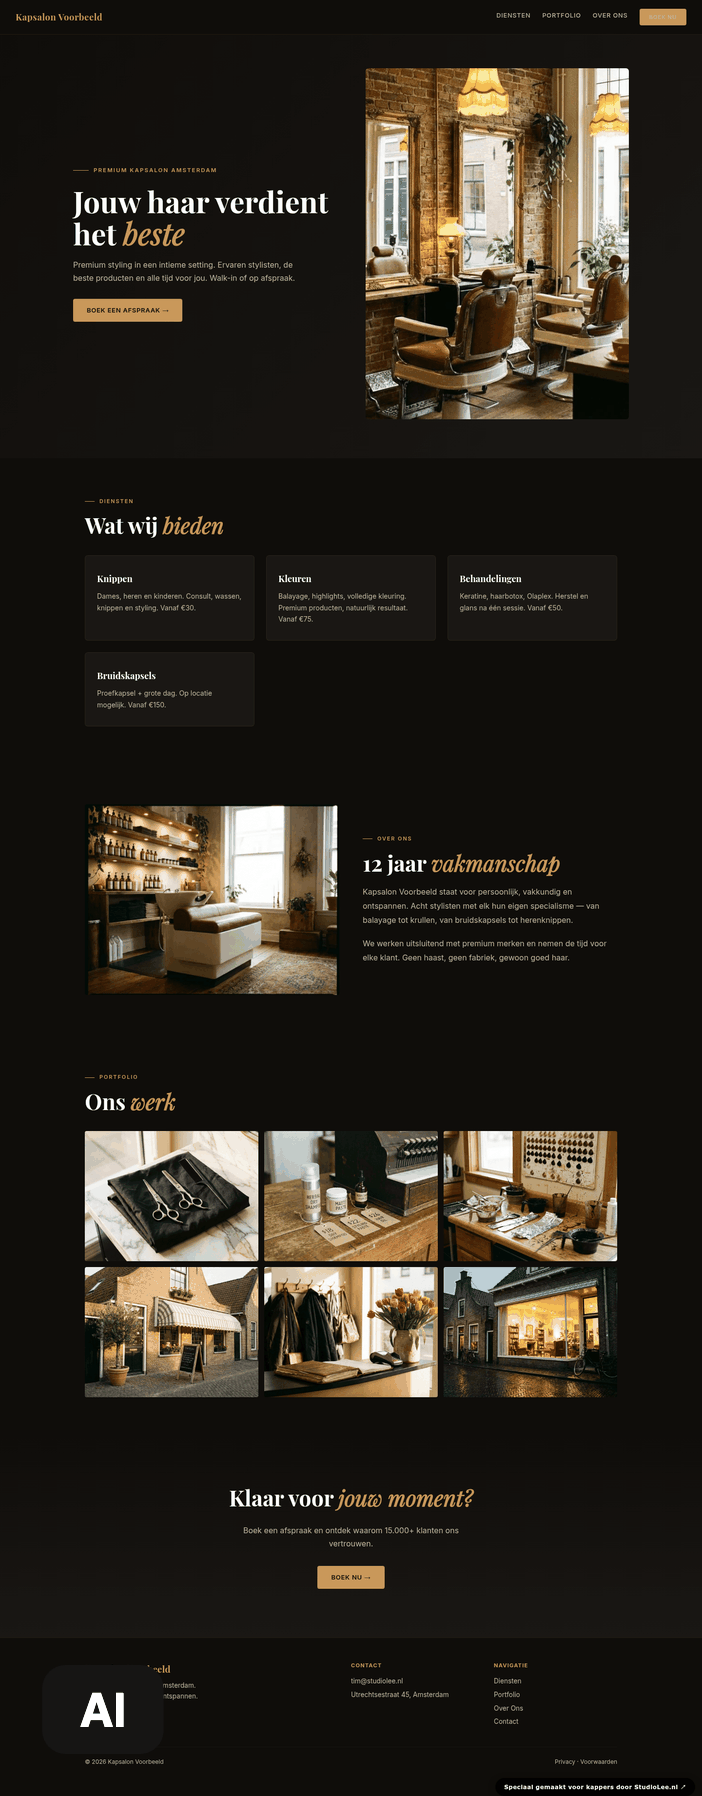 Kapsalon Voorbeeld
DIENSTEN
PORTFOLIO
OVER ONS
BOEK NU
PREMIUM KAPSALON AMSTERDAM
Jouw haar verdient
het beste
Premium styling in een intieme setting. Ervaren stylisten, de
beste producten en alle tijd voor jou. Walk-in of op afspraak.
BOEK EEN AFSPRAAK →
DIENSTEN
Wat wij bieden
Knippen
Dames, heren en kinderen. Consult, wassen,
knippen en styling. Vanaf €30.
Kleuren
Balayage, highlights, volledige kleuring.
Premium producten, natuurlijk resultaat.
Vanaf €75.
Behandelingen
Keratine, haarbotox, Olaplex. Herstel en
glans na één sessie. Vanaf €50.
Bruidskapsels
Proefkapsel + grote dag. Op locatie
mogelijk. Vanaf €150.
OVER ONS
12 jaar vakmanschap
Kapsalon Voorbeeld staat voor persoonlijk, vakkundig en
ontspannen. Acht stylisten met elk hun eigen specialisme — van
balayage tot krullen, van bruidskapsels tot herenknippen.
We werken uitsluitend met premium merken en nemen de tijd voor
elke klant. Geen haast, geen fabriek, gewoon goed haar.
PORTFOLIO
Ons werk
Klaar voor jouw moment?
Boek een afspraak en ontdek waarom 15.000+ klanten ons
vertrouwen.
BOEK NU →
eeld
msterdam.
ntspannen.
AI
CONTACT
tim@studiolee.nl
Utrechtsestraat 45, Amsterdam
NAVIGATIE
Diensten
Portfolio
Over Ons
Contact
© 2026 Kapsalon Voorbeeld
Privacy · Voorwaarden
Speciaal gemaakt voor kappers door StudioLee.nl ↗